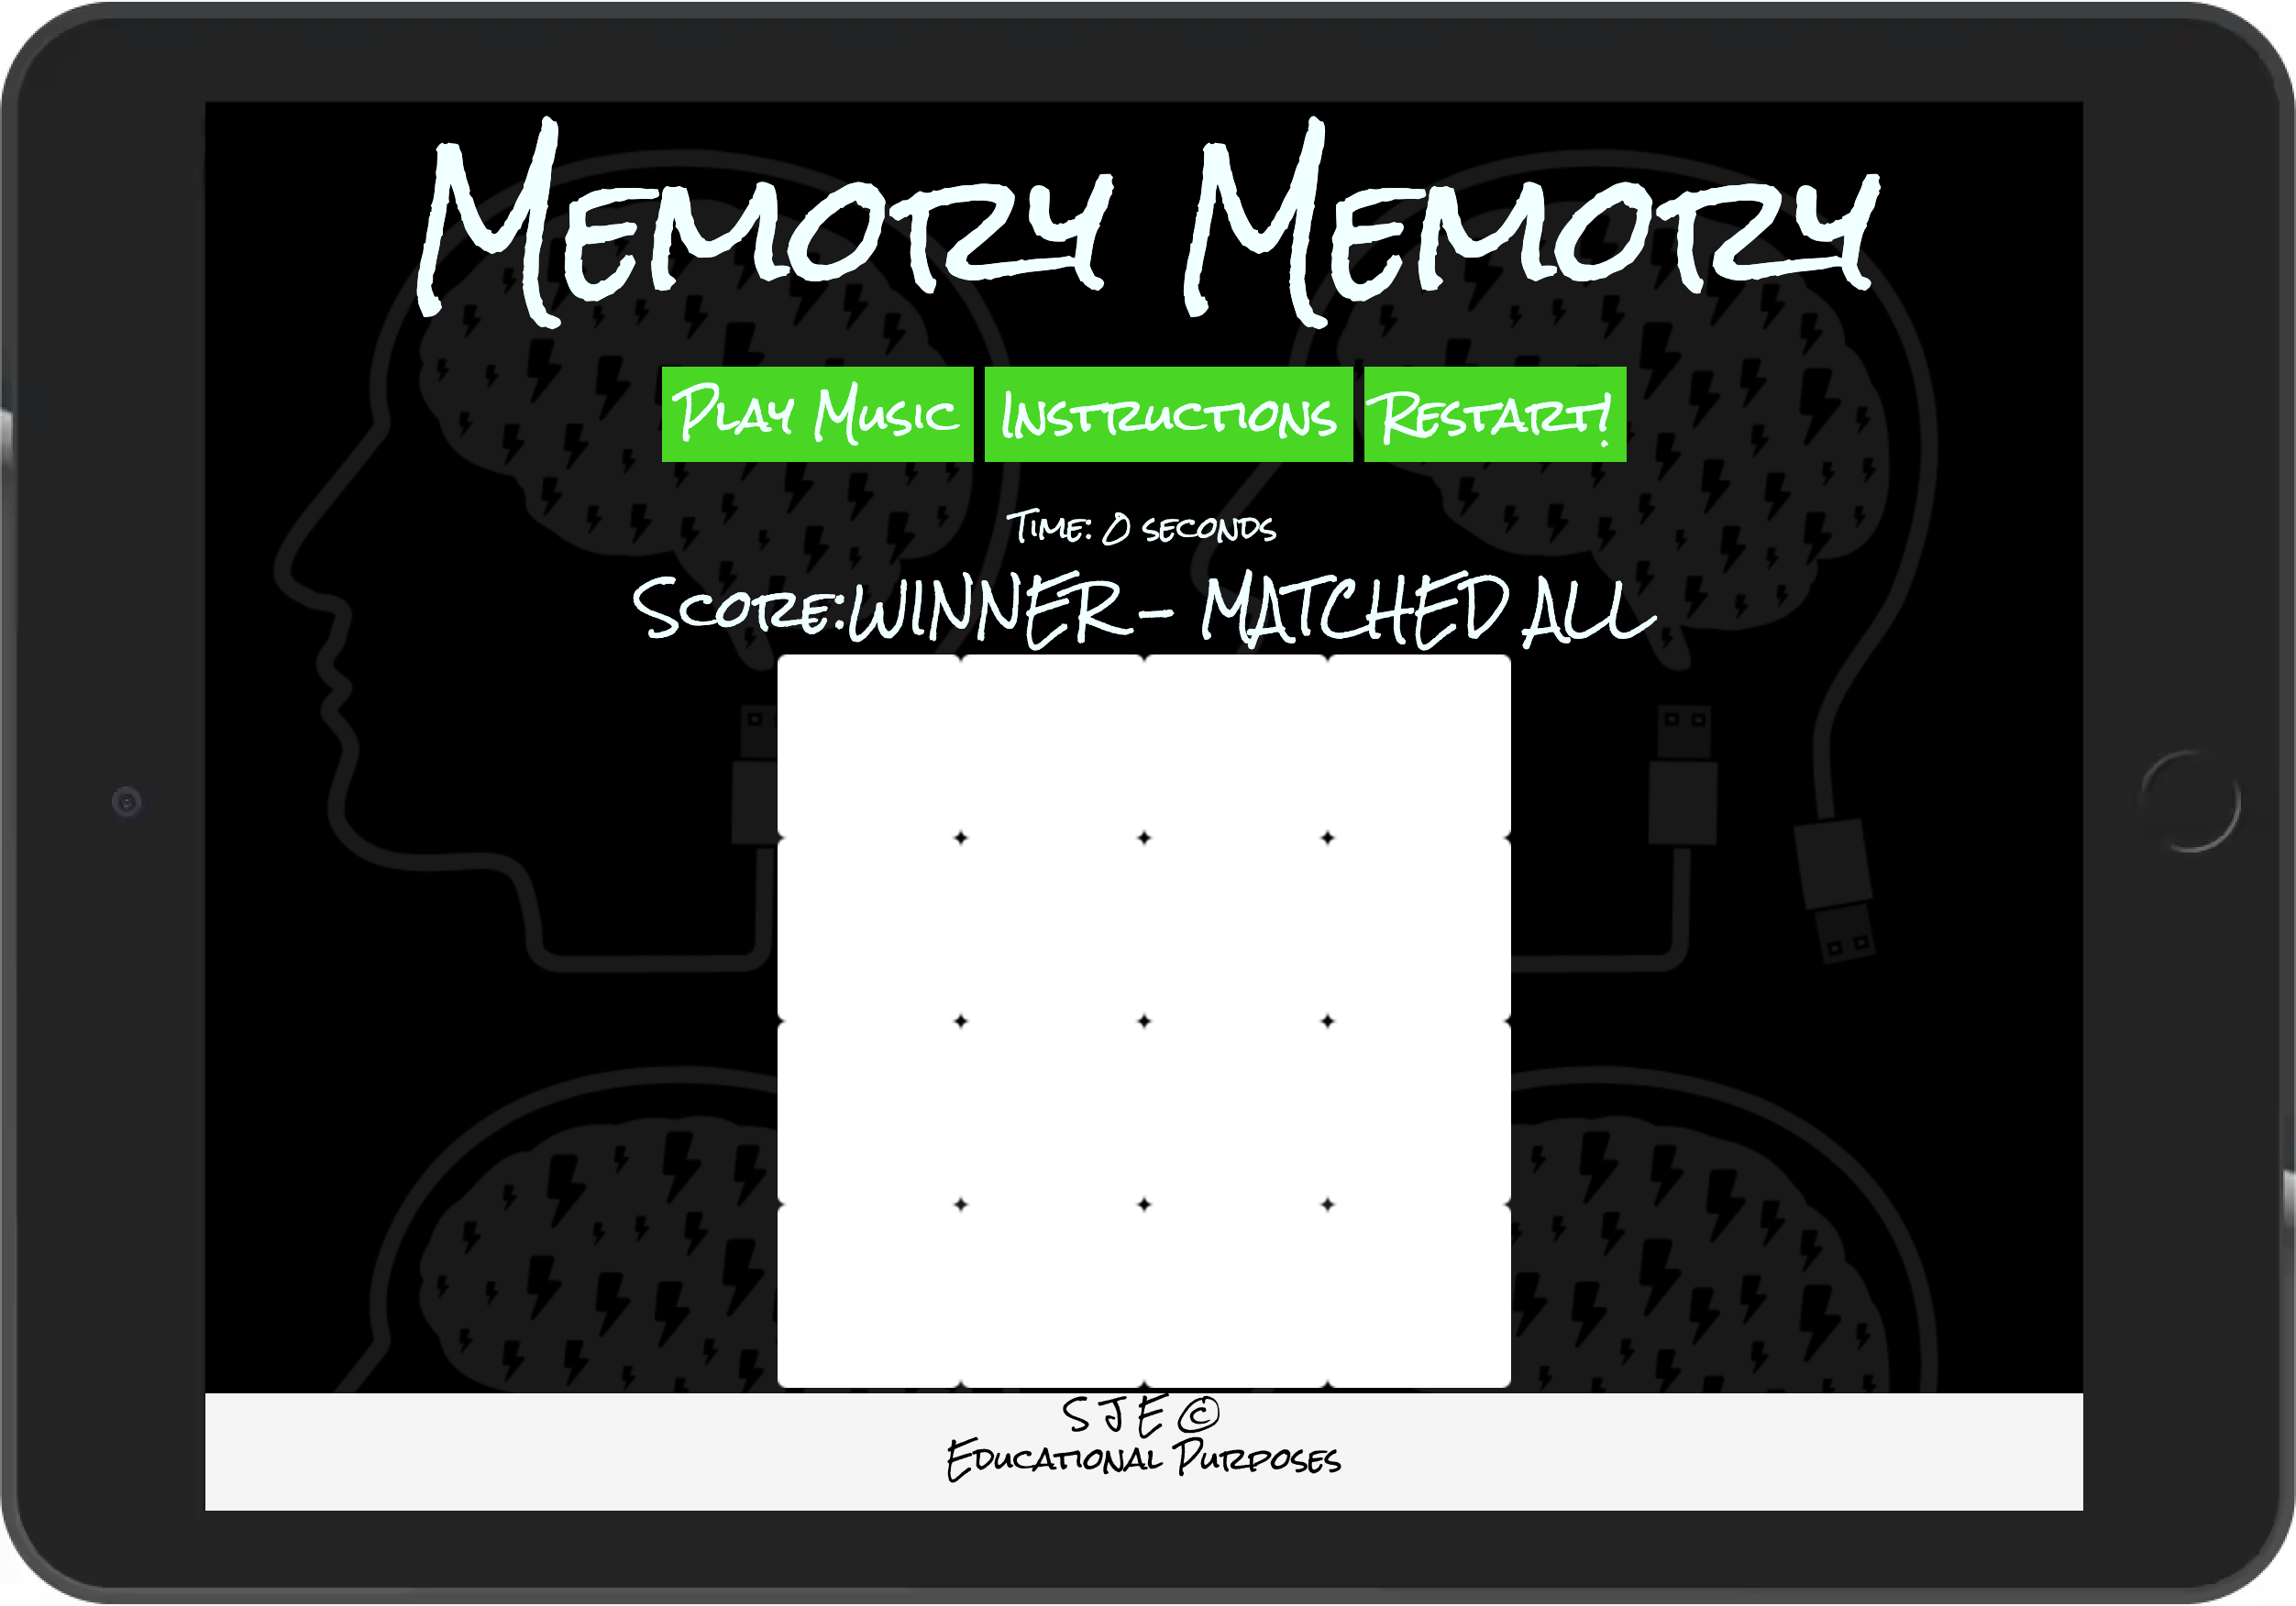 Memory Memory
Play Music Instructions Restart!
Time: 0 seconds
Score:WINNER - MATCHED ALL
S J E ©
Educational Purposes